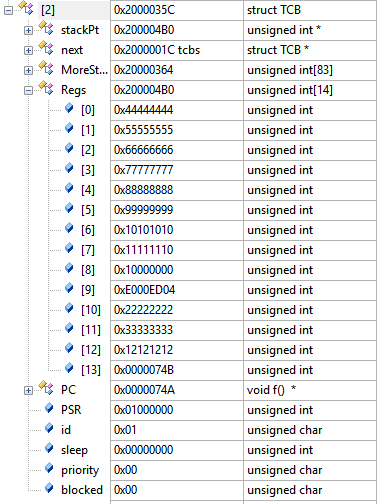 [2] 0x2000035C struct TCB
stackPt 0x200004B0 unsigned int *
next 0x2000001C tcbs struct TCB *
MoreSt... 0x20000364 unsigned int[83]
Regs 0x200004B0 unsigned int[14]
[0] 0x44444444 unsigned int
[1] 0x55555555 unsigned int
[2] 0x66666666 unsigned int
[3] 0x77777777 unsigned int
[4] 0x88888888 unsigned int
[5] 0x99999999 unsigned int
[6] 0x10101010 unsigned int
[7] 0x11111110 unsigned int
[8] 0x10000000 unsigned int
[9] 0xE000ED04 unsigned int
[10] 0x22222222 unsigned int
[11] 0x33333333 unsigned int
[12] 0x12121212 unsigned int
[13] 0x0000074B unsigned int
PC 0x0000074A void f() *
PSR 0x01000000 unsigned int
id 0x01 unsigned char
sleep 0x00000000 unsigned int
priority 0x00 unsigned char
blocked 0x00 unsigned char